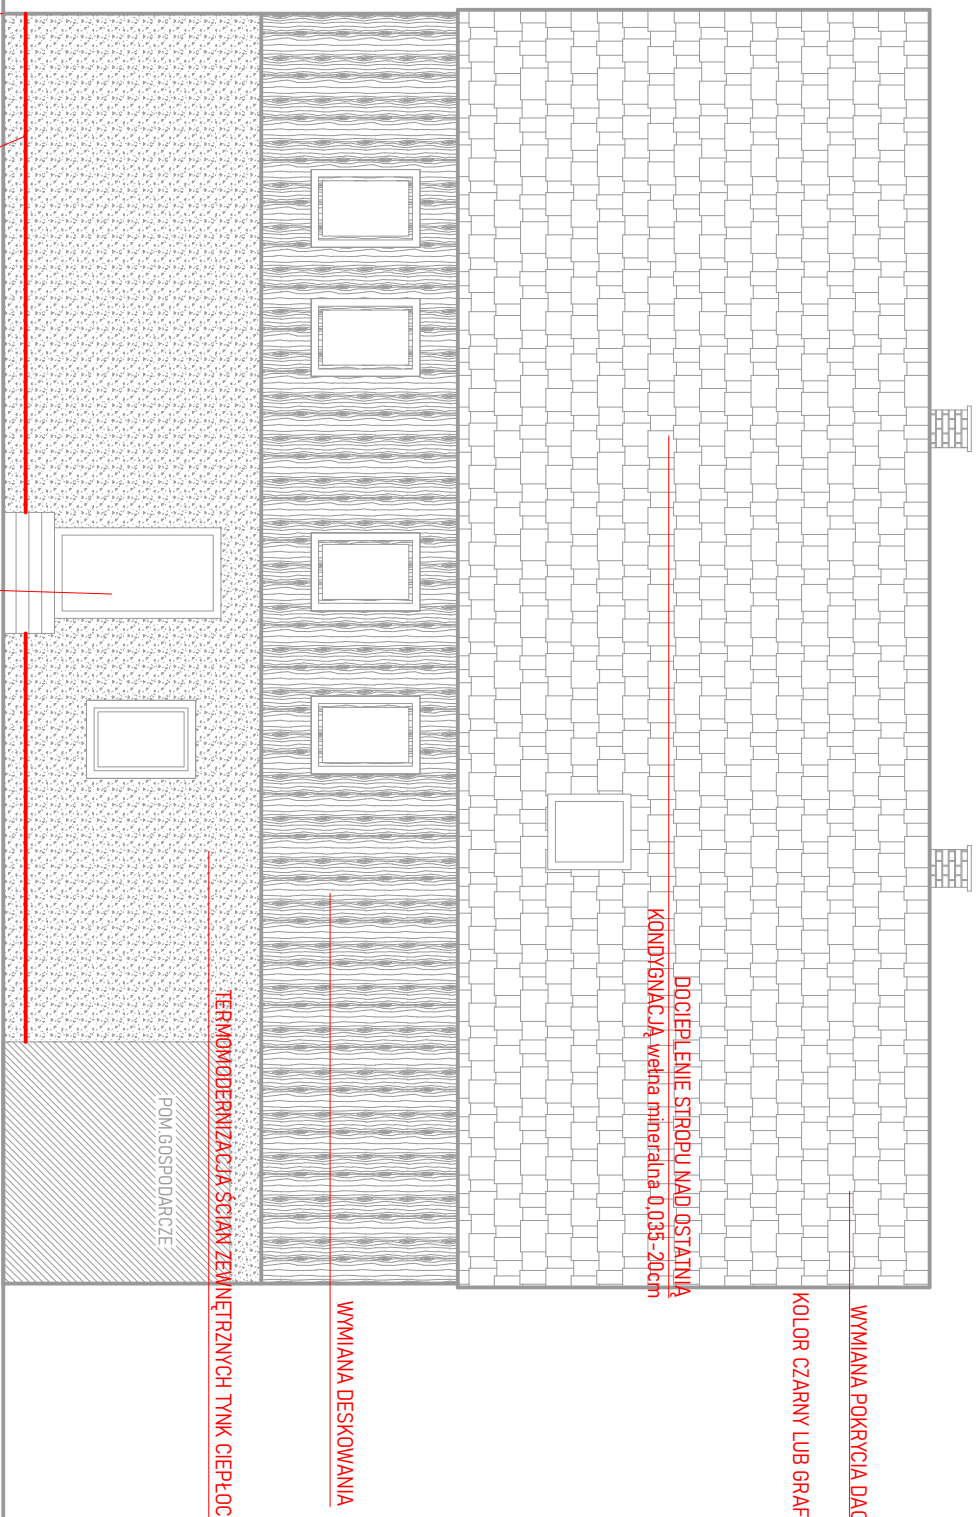 WYMIANA POKRYCIA DAC
KOLOR CZARNY LUB GRAF
DOCIEPLENIE STROPU NAD OSTATNIĄ
KONDYGNACJĄ wełna mineralna 0,035-20cm
WYMIANA DESKOWANIA
TERMOMODERNIZACJA ŚCIAN ZEWNĘTRZNYCH TYNK CIEPŁOC
POM.GOSPODARCZE